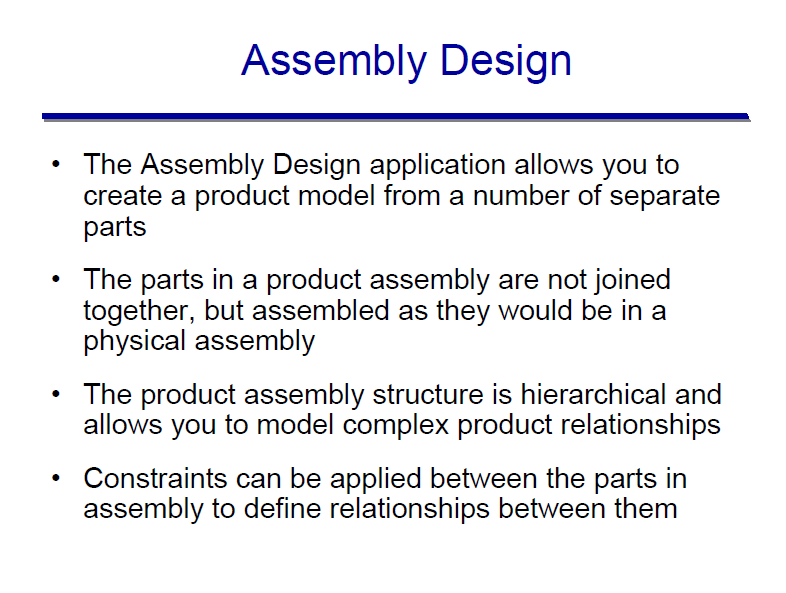 Assembly Design
• The Assembly Design application allows you to
create a product model from a number of separate
parts
• The parts in a product assembly are not joined
together, but assembled as they would be in a
physical assembly
• The product assembly structure is hierarchical and
allows you to model complex product relationships
• Constraints can be applied between the parts in
assembly to define relationships between them